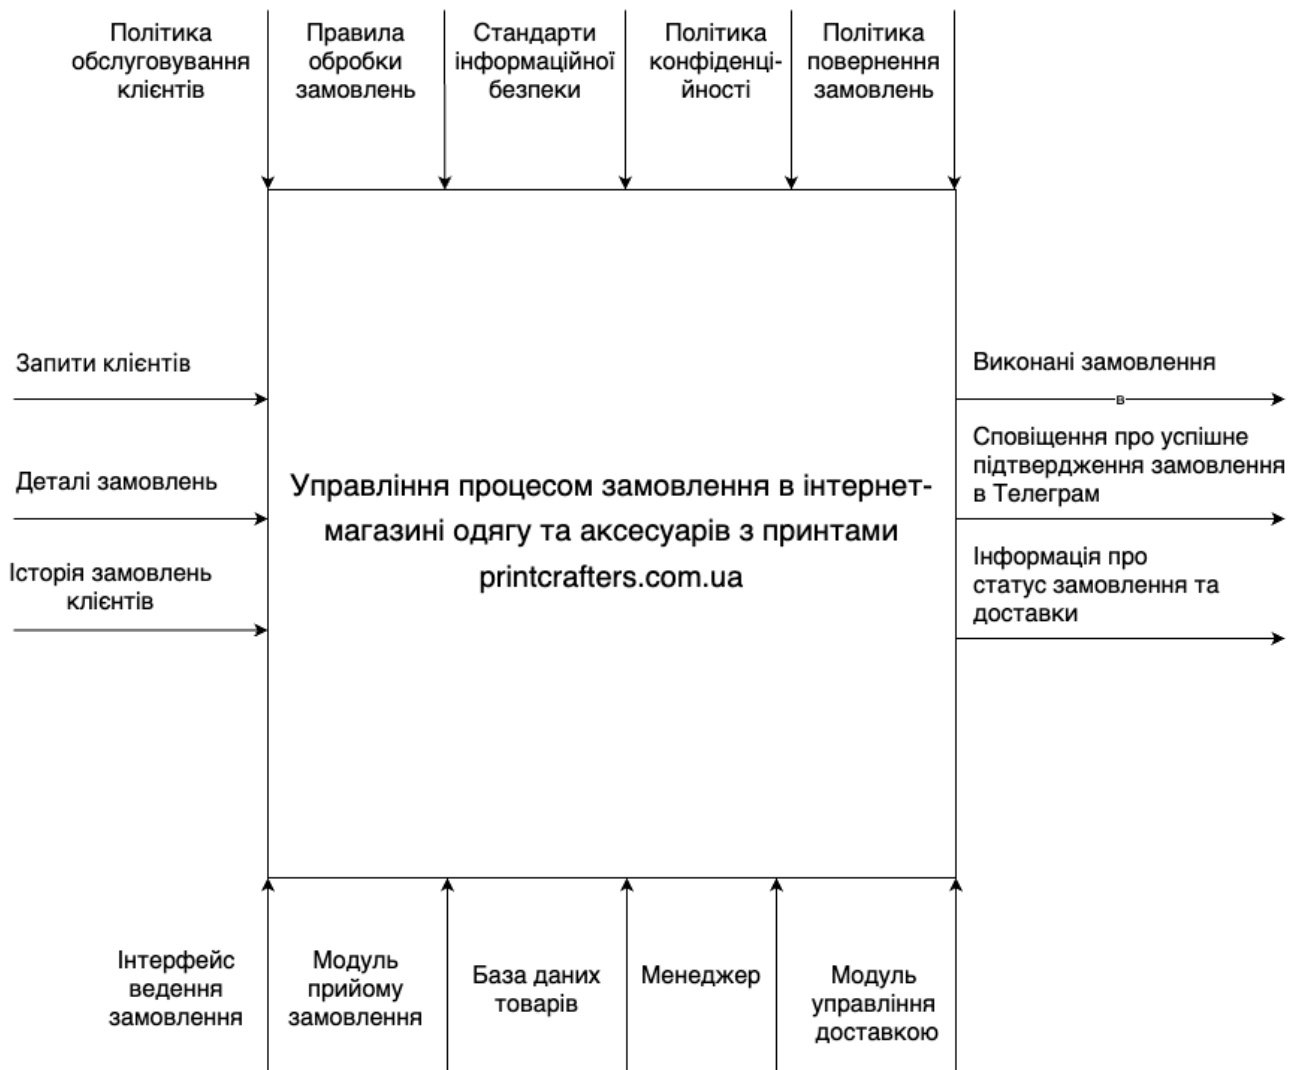 Політика
обслуговування
клієнтів
Правила
обробки
замовлень
Стандарти
інформаційної
безпеки
Політика
конфіденці-
йності
Політика
повернення
замовлень
Запити клієнтів
Деталі замовлень
Історія замовлень
клієнтів
Управління процесом замовлення в інтернет-
магазині одягу та аксесуарів з принтами
printcrafters.com.ua
Виконані замовлення
в
Сповіщення про успішне
підтвердження замовлення
в Телеграм
Інформація про
статус замовлення та
доставки
Інтерфейс
ведення
замовлення
Модуль
прийому
замовлення
База даних
товарів
Менеджер
Модуль
управління
доставкою